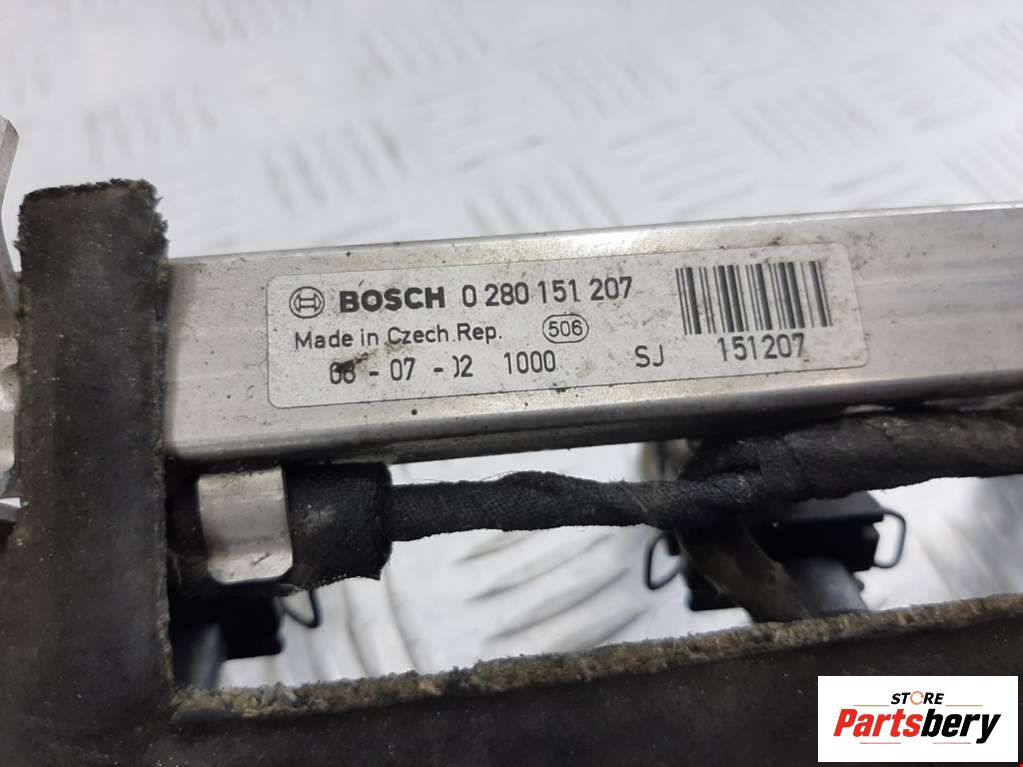 BOSCH 0 280 151 207
Made in Czech.Rep. 506
07 - 1000 SJ 151207
STORE
Partsbery